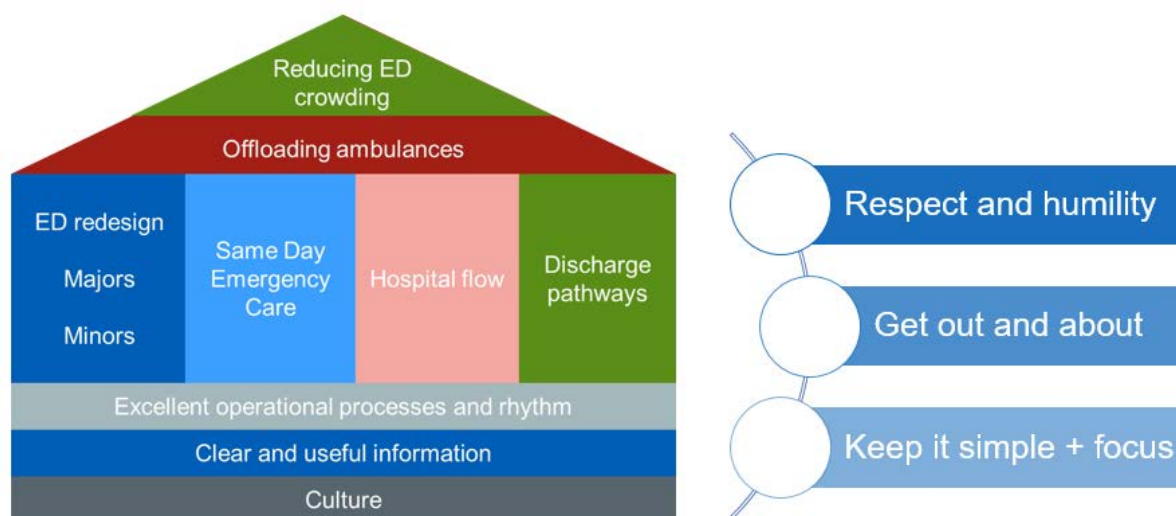 Reducing ED
crowding
Offloading ambulances
ED redesign
Majors
Minors
Same Day
Emergency
Care
Hospital flow
Discharge
pathways
Excellent operational processes and rhythm
Clear and useful information
Culture
Respect and humility
Get out and about
Keep it simple + focus